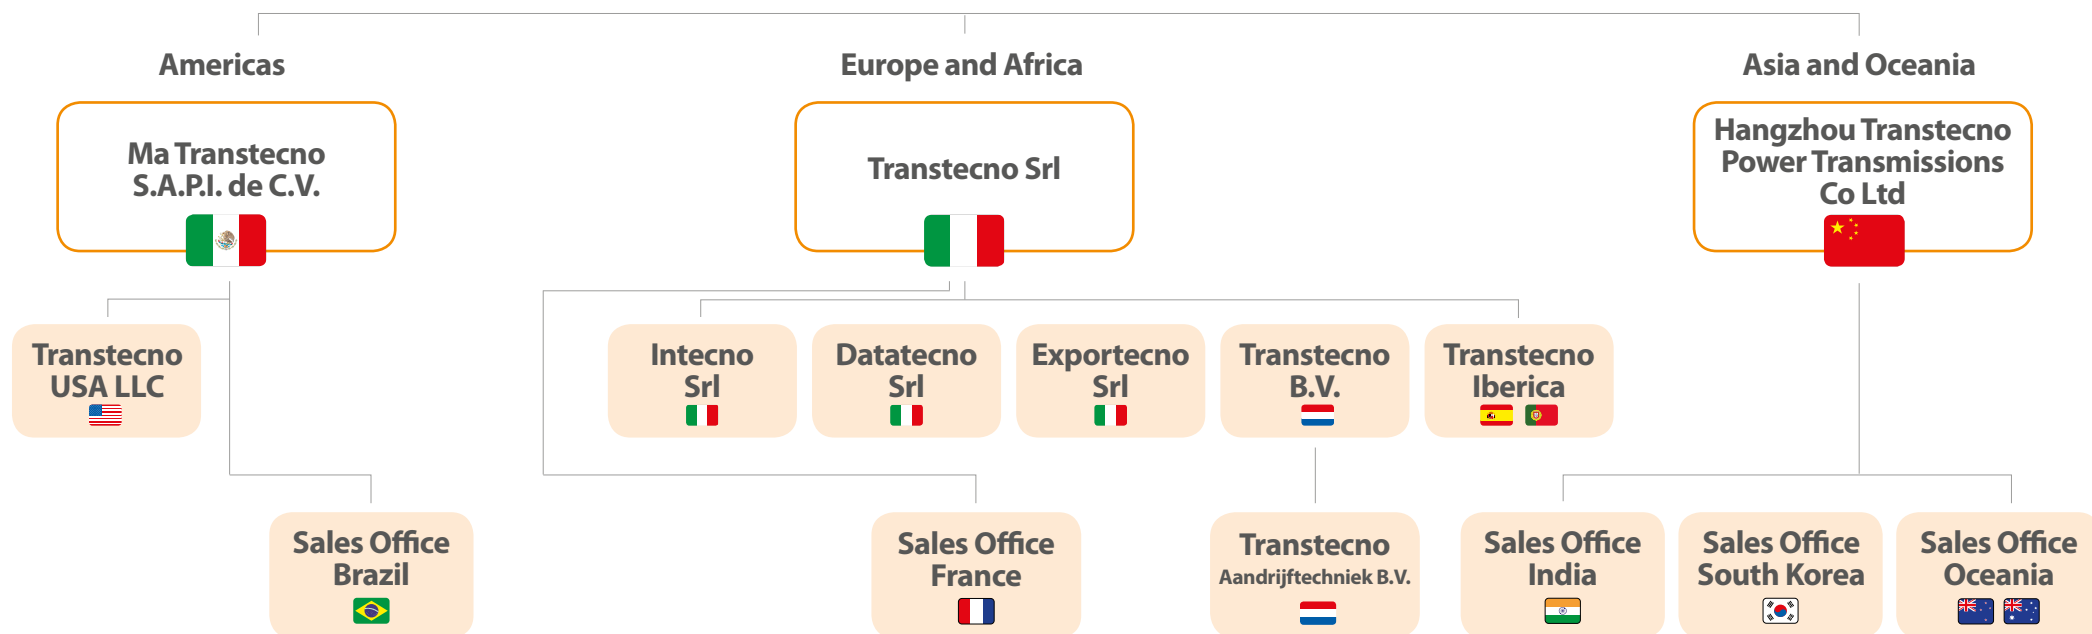 Americas
Europe and Africa
Asia and Oceania
Ma Transtecno
S.A.P.I. de C.V.
Transtecno Srl
Hangzhou Transtecno
Power Transmissions
Co Ltd
Transtecno
USA LLC
Intecno
Srl
Datatecno
Srl
Exportecno
Srl
Transtecno
B.V.
Transtecno
Iberica
Sales Office
Brazil
Sales Office
France
Transtecno
Aandrijftechniek B.V.
Sales Office
India
Sales Office
South Korea
Sales Office
Oceania